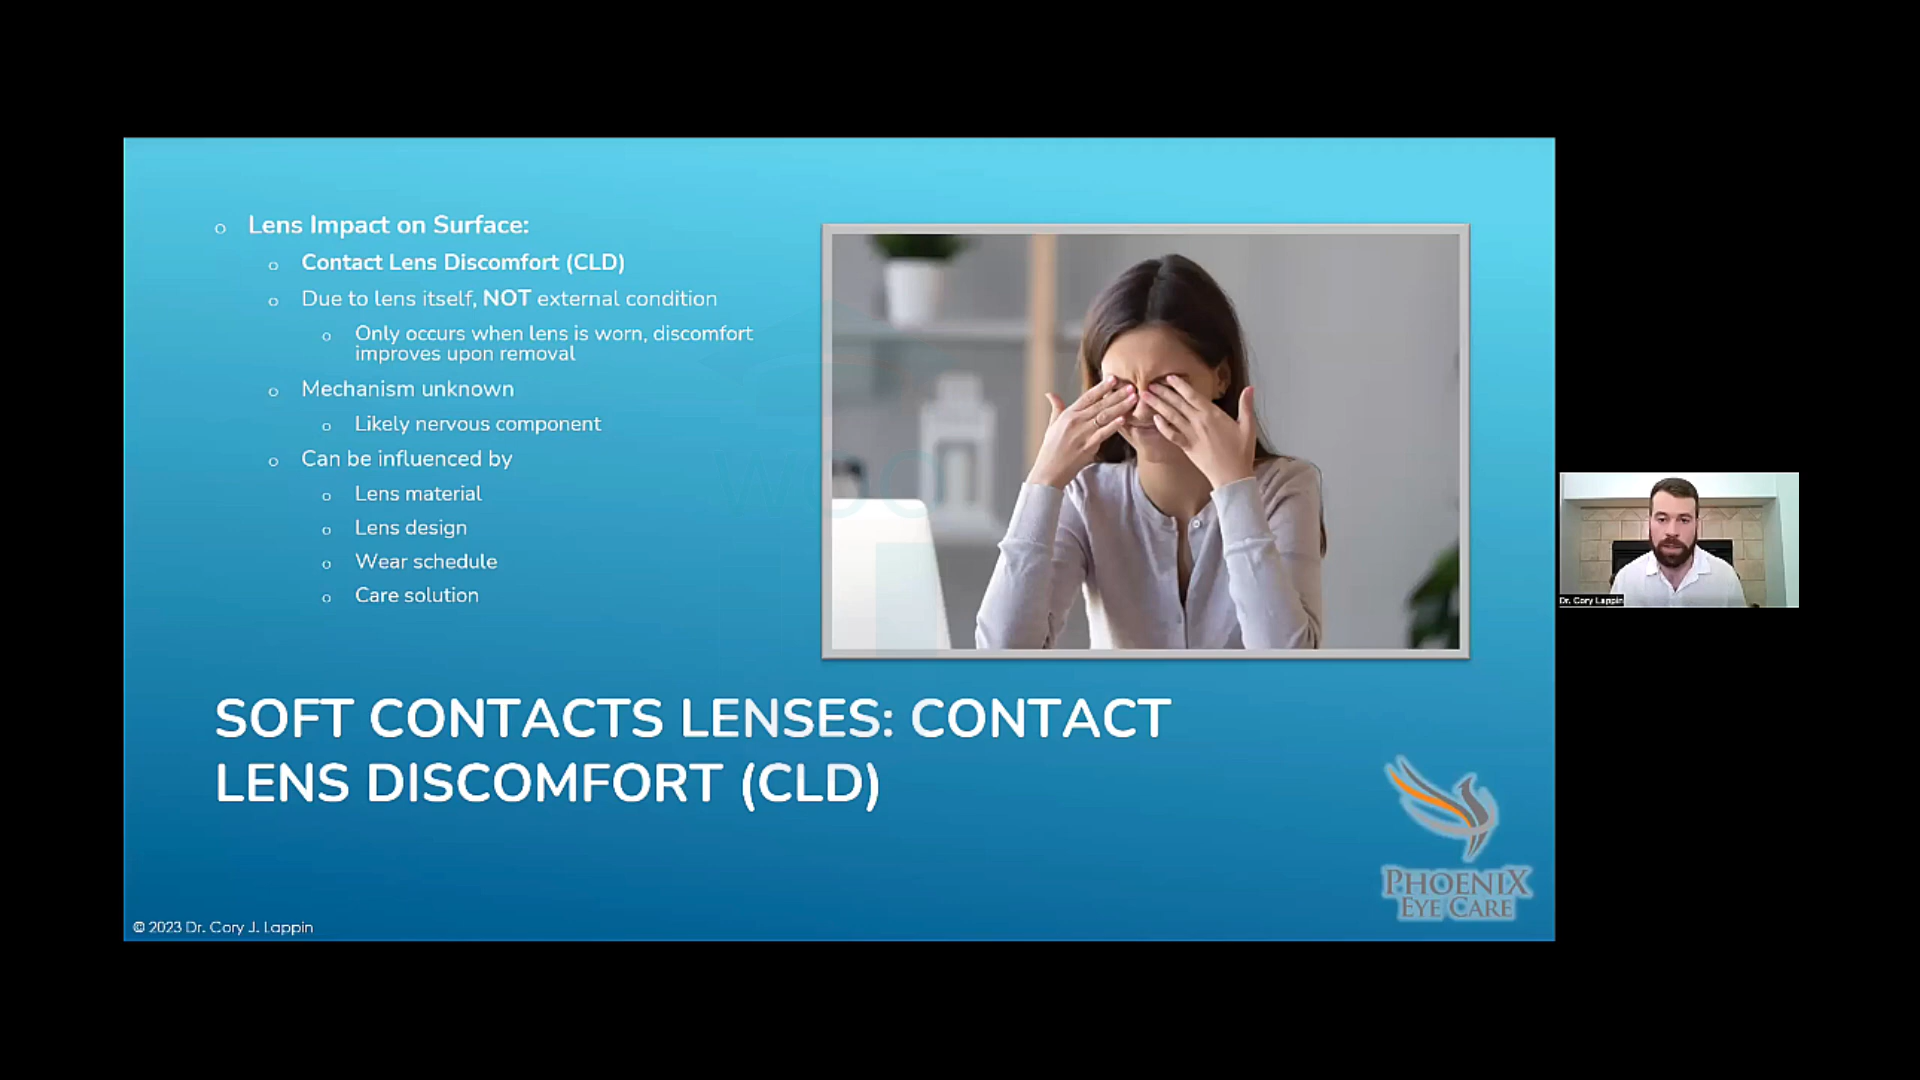 Lens Impact on Surface:
Contact Lens Discomfort (CLD)
Due to lens itself, NOT external condition
Only occurs when lens is worn, discomfort
improves upon removal
Mechanism unknown
Likely nervous component
Can be influenced by
Lens material
Lens design
Wear schedule
Care solution
WOO
SOFT CONTACTS LENSES: CONTACT
LENS DISCOMFORT (CLD)
PHOENIX
EYE CARE
© 2023 Dr. Cory J. Lappin
Dr. Cory Lappin